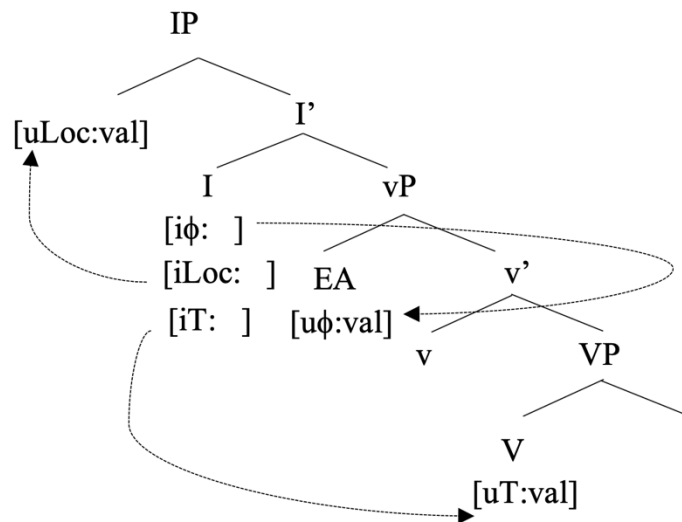 IP
[uLoc:val]
I’
I
vP
[iϕ: ]
[iLoc: ]
EA
v’
[iT: ]
[uϕ:val]
v
VP
V
[uT:val]